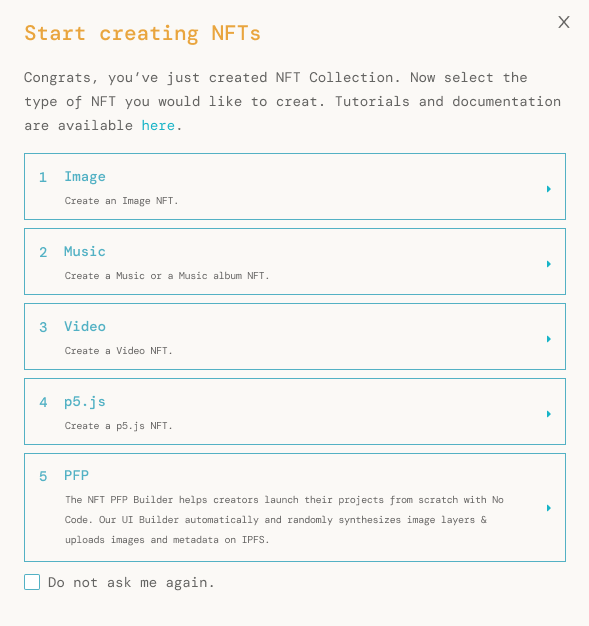 Start creating NFTs
X
Congrats, you’ve just created NFT Collection. Now select the
type of NFT you would like to creat. Tutorials and documentation
are available here.
1 Image
Create an Image NFT.
2 Music
Create a Music or a Music album NFT.
3 Video
Create a Video NFT.
4 p5.js
Create a p5.js NFT.
5 PFP
The NFT PFP Builder helps creators launch their projects from scratch with No
Code. Our UI Builder automatically and randomly synthesizes image layers &
uploads images and metadata on IPFS.
Do not ask me again.